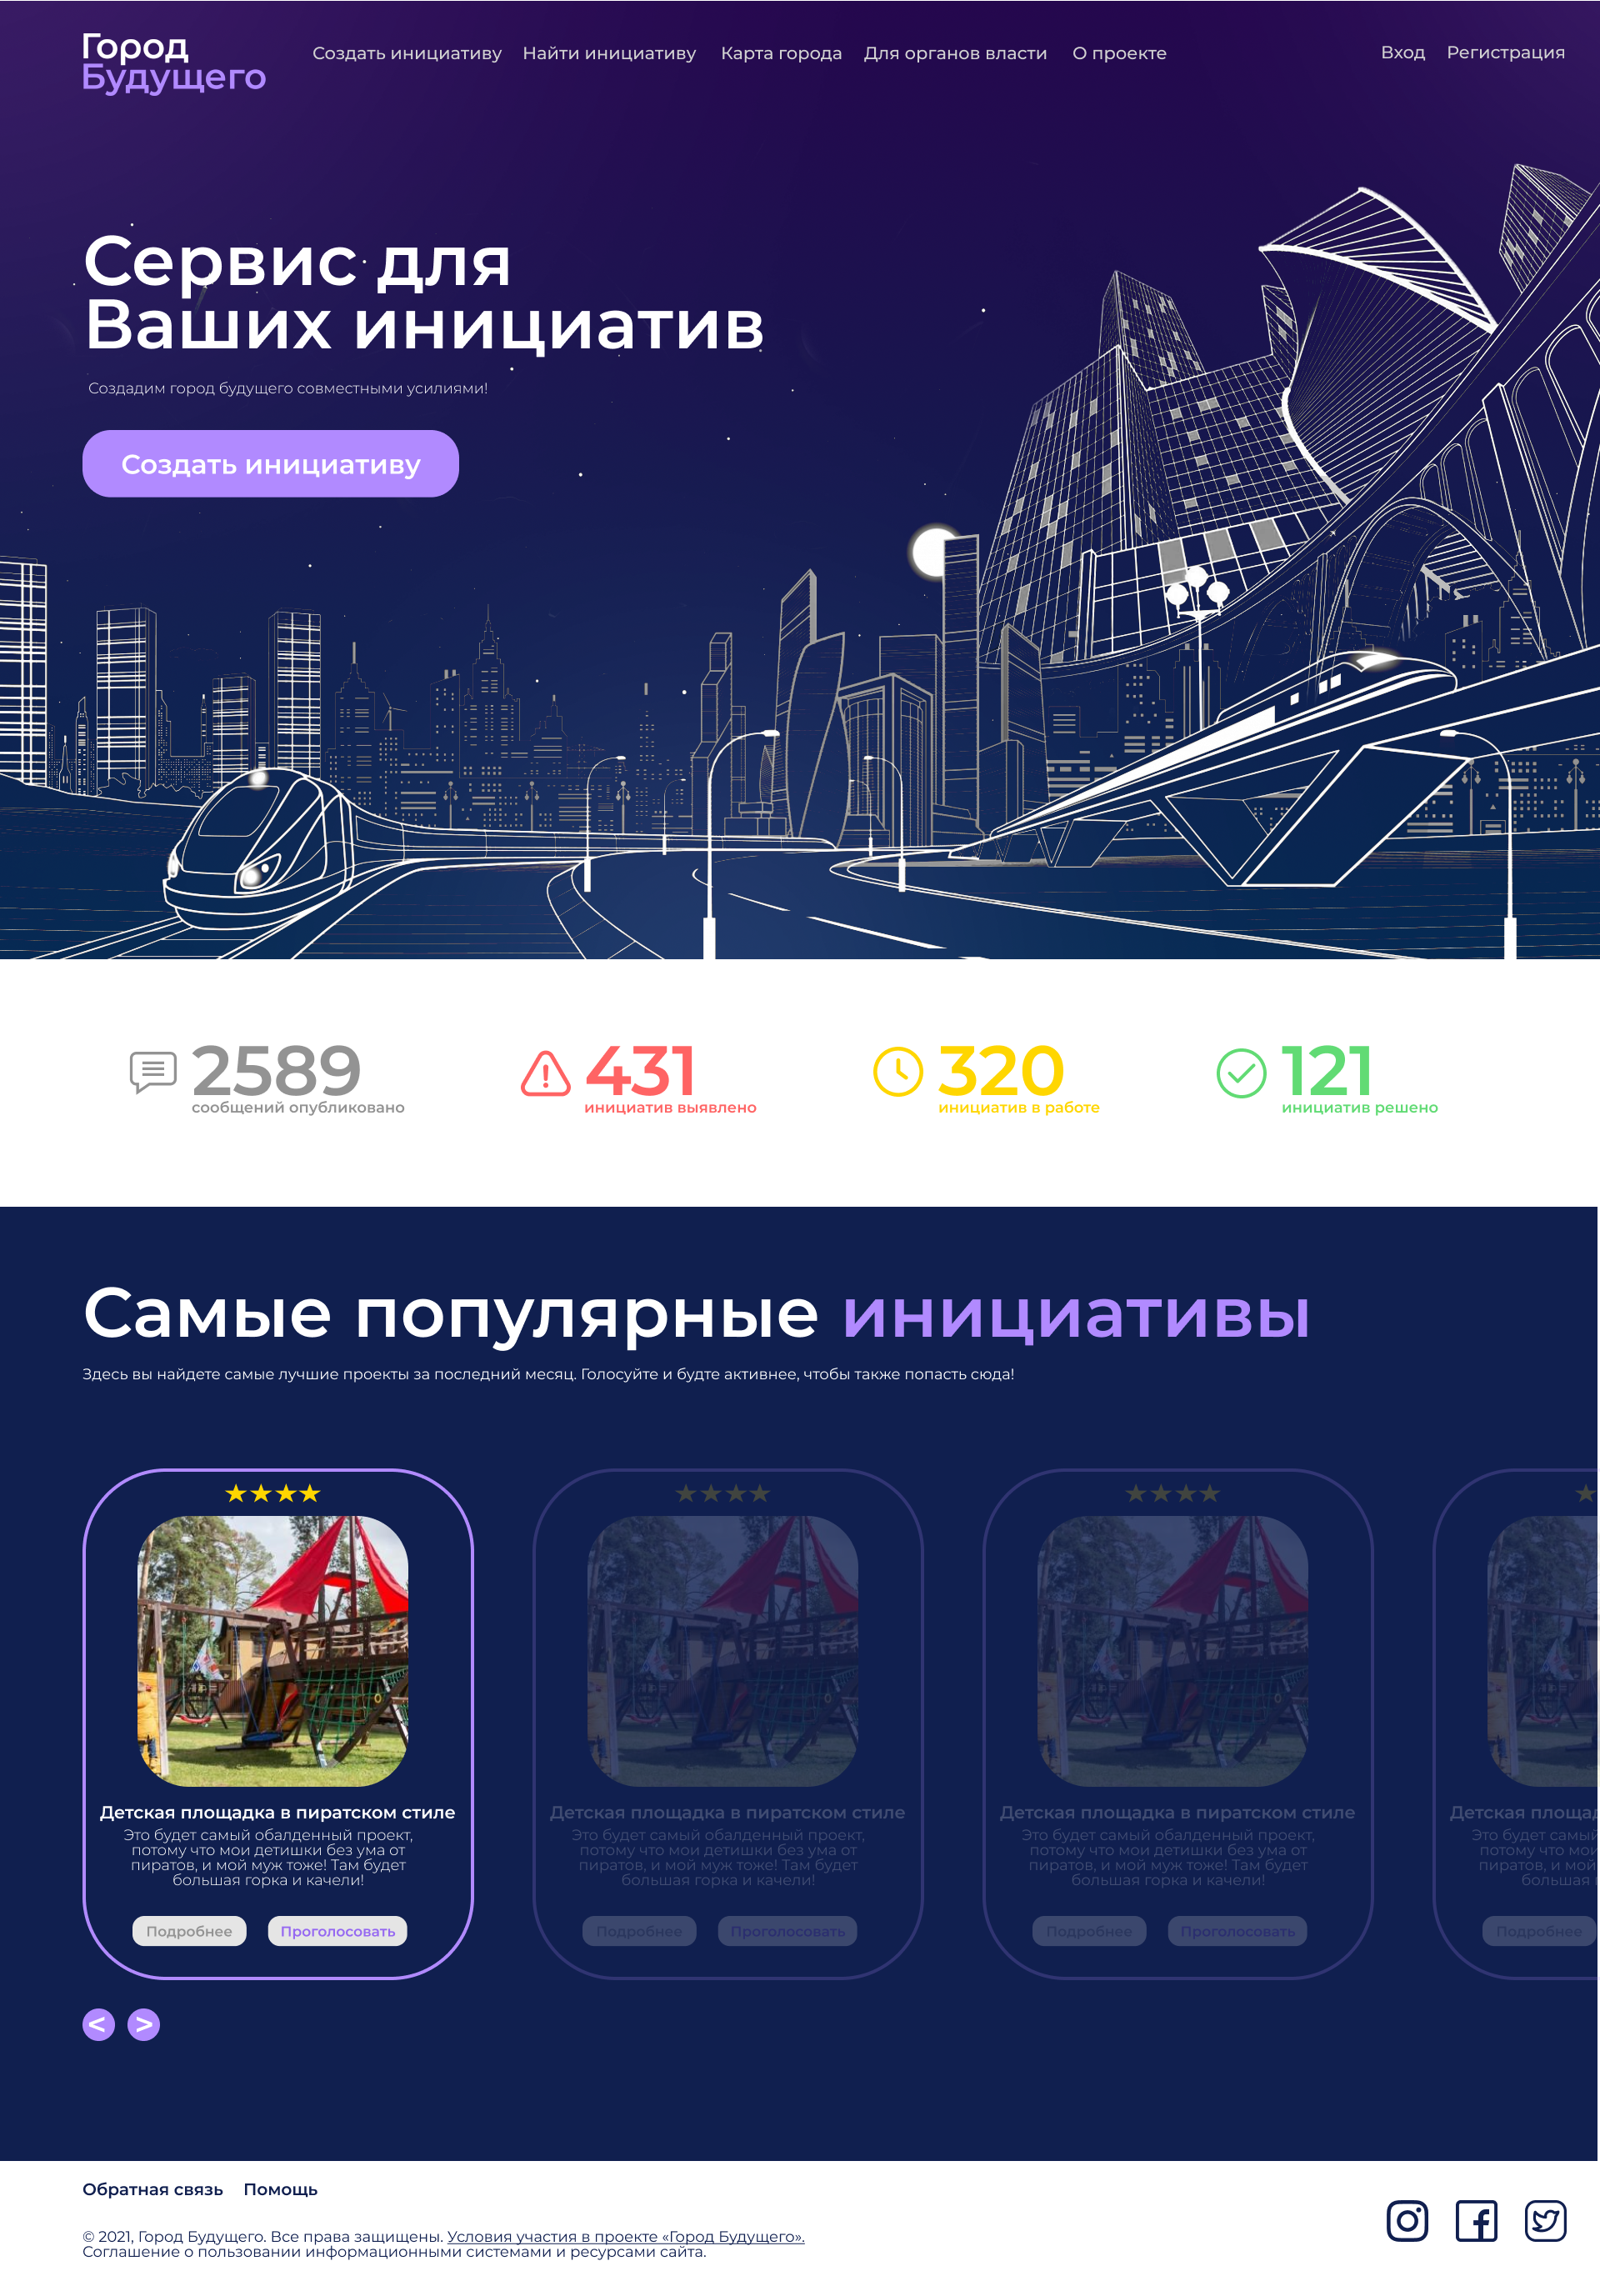 Город
Будущего
Создать инициативу Найти инициативу Карта города Для органов власти О проекте
Вход Регистрация
Сервис для
Ваших инициатив
Создадим город будущего совместными усилиями!
Создать инициативу
2589
сообщений опубликовано
431
инициатив выявлено
320
инициатив в работе
121
инициатив решено
Самые популярные инициативы
Здесь вы найдете самые лучшие проекты за последний месяц. Голосуйте и будте активнее, чтобы также попасть сюда!
Детская площадка в пиратском стиле
Это будет самый обалденный проект,
потому что мои детишки без ума от
пиратов, и мой муж тоже! Там будет
большая горка и качели!
Подробнее Проголосовать
Детская площадка в пиратском стиле
Это будет самый обалденный проект,
потому что мои детишки без ума от
пиратов, и мой муж тоже! Там будет
большая горка и качели!
Подробнее Проголосовать
Детская площадка в пиратском стиле
Это будет самый обалденный проект,
потому что мои детишки без ума от
пиратов, и мой муж тоже! Там будет
большая горка и качели!
Подробнее Проголосовать
Детская
Это будет самый
потому что мои
пиратов, и мой
большая
Подробнее
< >
Обратная связь Помощь
© 2021, Город Будущего. Все права защищены. Условия участия в проекте «Город Будущего».
Соглашение о пользовании информационными системами и ресурсами сайта.